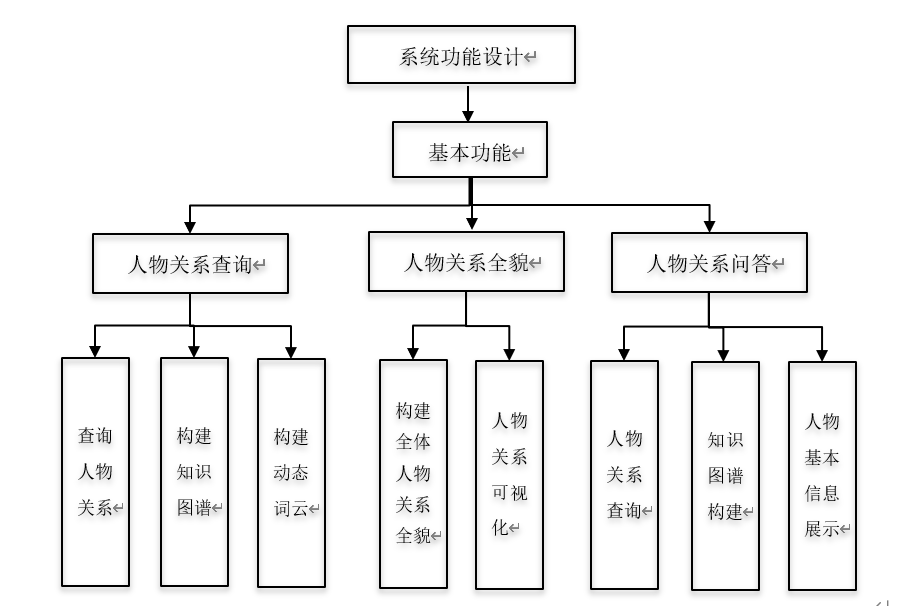 系统功能设计↵
基本功能↵
人物关系查询↵
人物关系全貌↵
人物关系问答↵
查询
人物
关系↵
构建
知识
图谱↵
构建
动态
词云↵
构建
全体
人物
关系
全貌↵
人物
关系
可视
化↵
人物
关系
查询↵
知识
图谱
构建↵
人物
基本
信息
展示↵